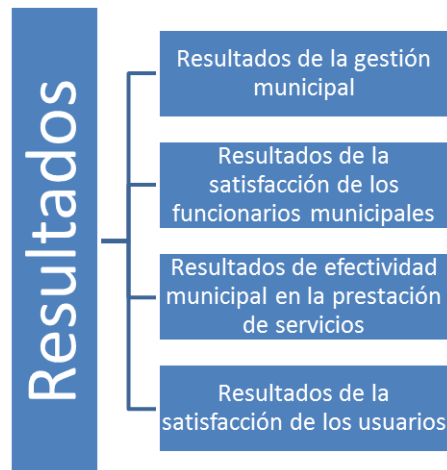 Resultados
Resultados de la gestión
municipal
Resultados de la
satisfacción de los
funcionarios municipales
Resultados de efectividad
municipal en la prestación
de servicios
Resultados de la
satisfacción de los usuarios